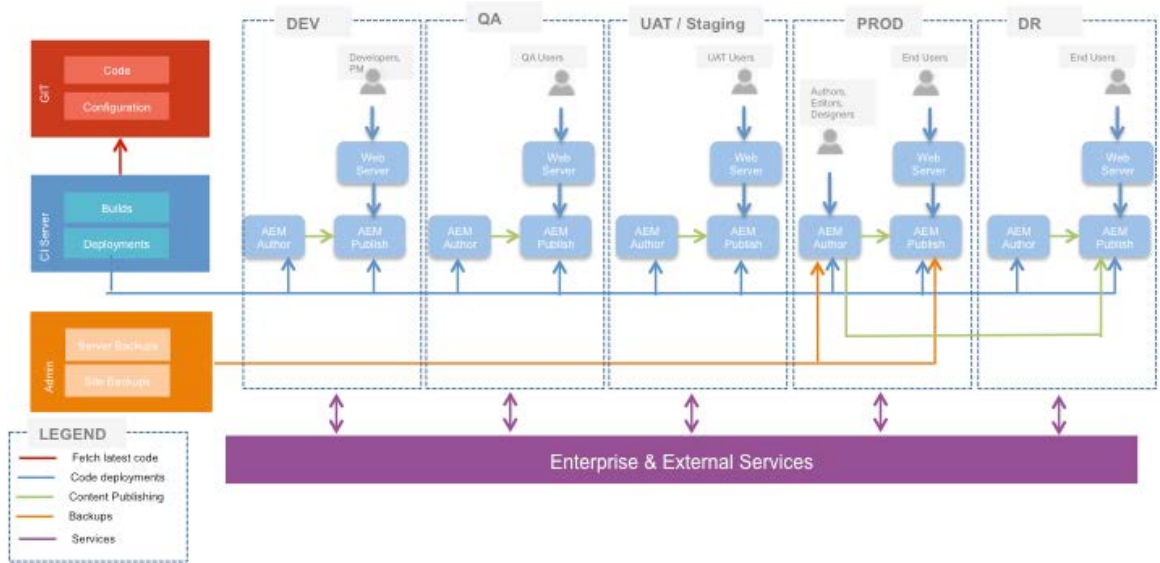 DEV
QA
UAT / Staging
PROD
DR
GIT
Code
Configuration
CI Server
Builds
Deployments
Admin
Server Backups
Site Backups
Developers,
PM
Web
Server
AEM
Author
AEM
Publish
QA Users
Web
Server
AEM
Author
AEM
Publish
UAT Users
Web
Server
AEM
Author
AEM
Publish
Authors,
Editors,
Designers
End Users
Web
Server
AEM
Author
AEM
Publish
End Users
Web
Server
AEM
Author
AEM
Publish
Enterprise & External Services
LEGEND
Fetch latest code
Code deployments
Content Publishing
Backups
Services